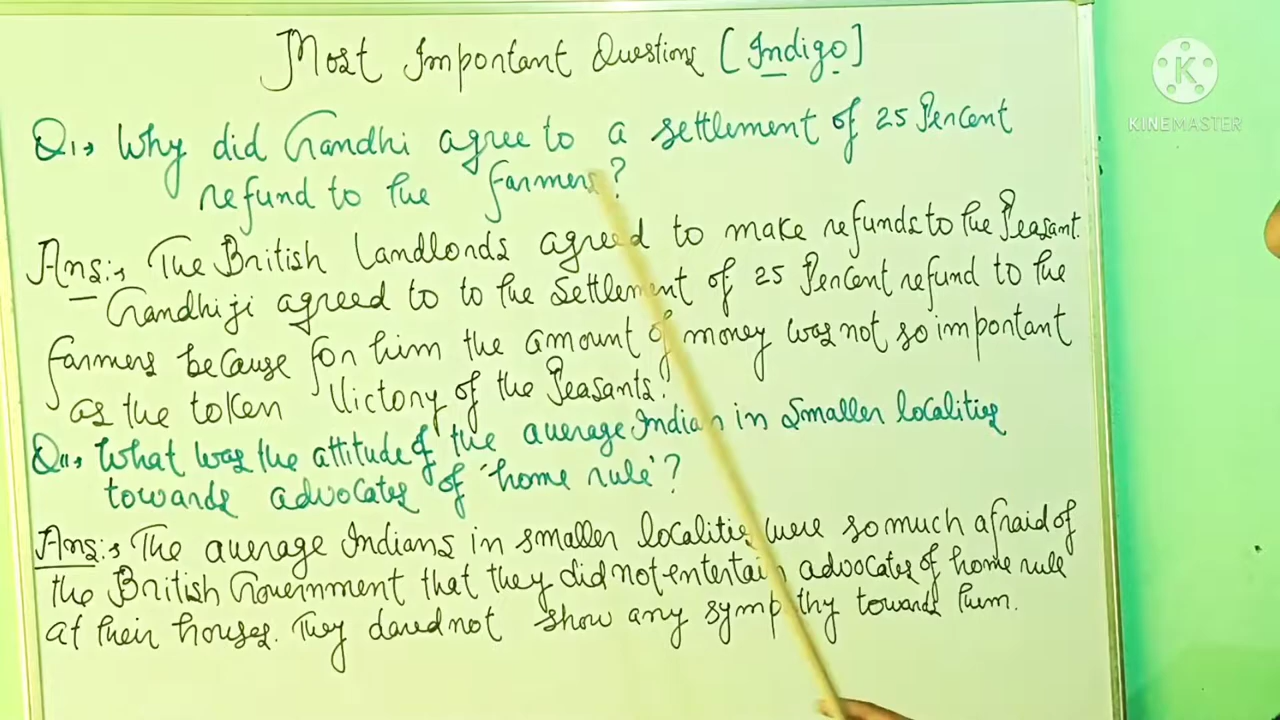 Most Important Questions [Indigo]
KINEMASTER
Q1→ Why did Gandhi agree to a settlement of 25 Percent
refund to the farmers?
Ans:→ The British landlords agreed to make refunds to the Peasant.
Gandhiji agreed to to the Settlement of 25 Percent refund to the
farmers because for him the amount of money was not so important
as the token Victory of the Peasants.
Q11→ What was the attitude of the average Indian in smaller localities
towards advocates of 'home rule'?
Ans:→ The average Indians in smaller localities were so much afraid of
the British Government that they did not entertain advocates of home rule
at their houses. They dared not show any sympathy towards them.